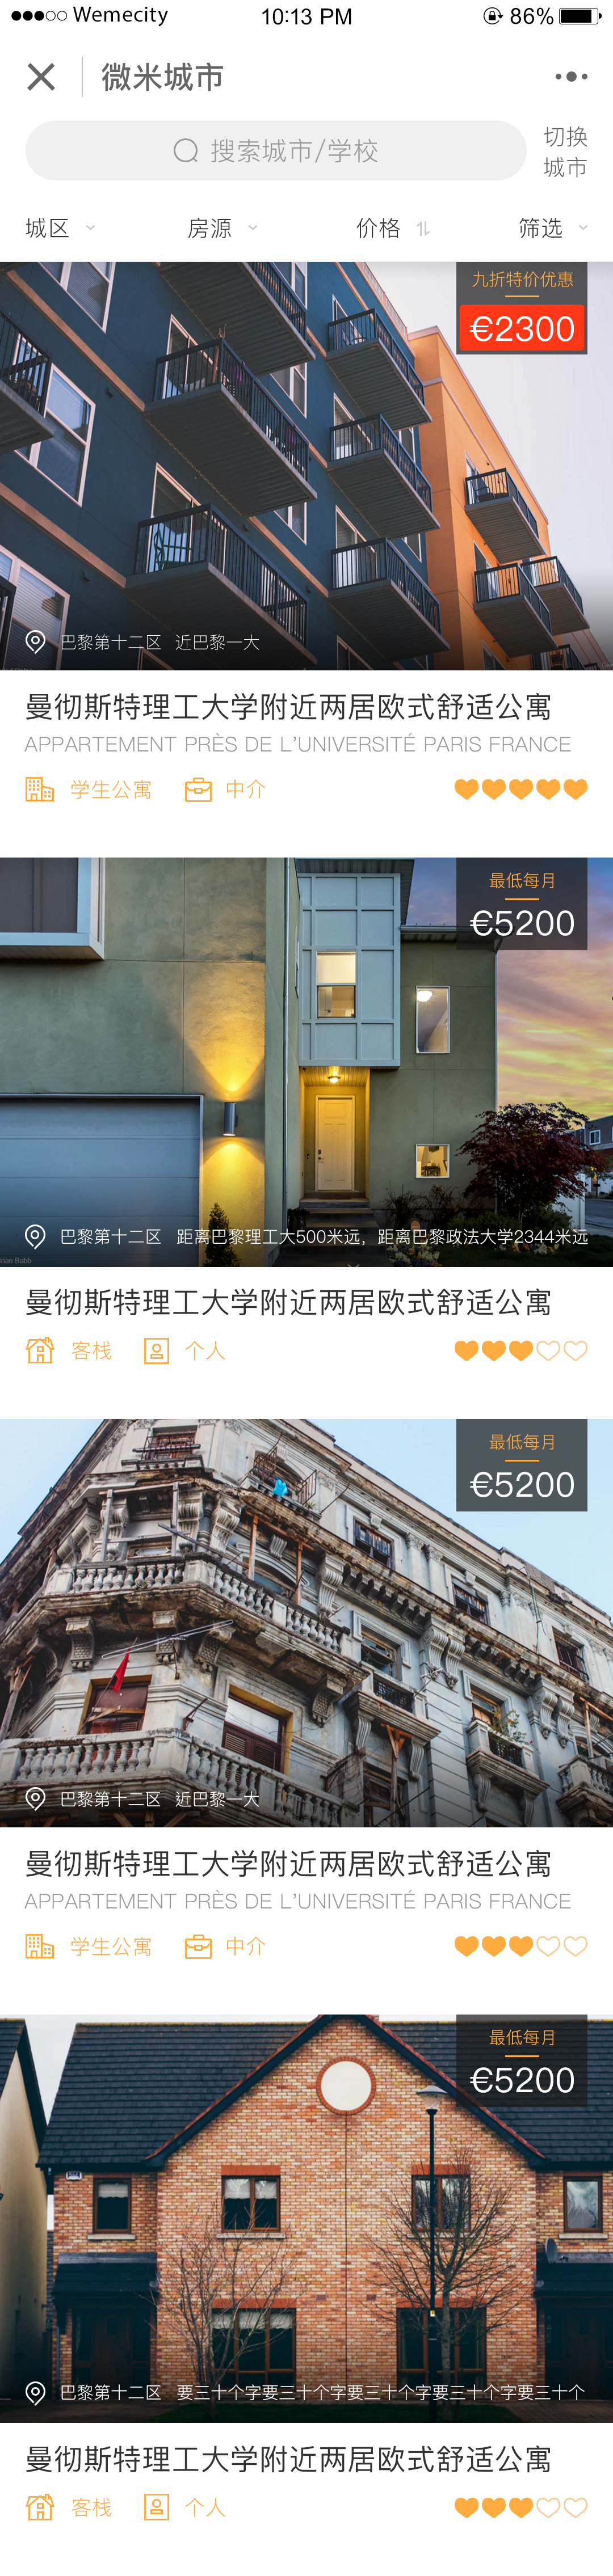 Wemecity 10:13 PM 86%
微米城市
搜索城市/学校
切换
城市
城区 房源 价格 筛选
九折特价优惠
€2300
巴黎第十二区 近巴黎一大
曼彻斯特理工大学附近两居欧式舒适公寓
APPARTEMENT PRÈS DE L'UNIVERSITÉ PARIS FRANCE
学生公寓 中介
最低每月
€5200
巴黎第十二区 距离巴黎理工大500米远，距离巴黎政法大学2344米远
rian Babb
曼彻斯特理工大学附近两居欧式舒适公寓
客栈 个人
最低每月
€5200
巴黎第十二区 近巴黎一大
曼彻斯特理工大学附近两居欧式舒适公寓
APPARTEMENT PRÈS DE L'UNIVERSITÉ PARIS FRANCE
学生公寓 中介
最低每月
€5200
巴黎第十二区 要三十个字要三十个字要三十个字要三十个字要三十个
曼彻斯特理工大学附近两居欧式舒适公寓
客栈 个人